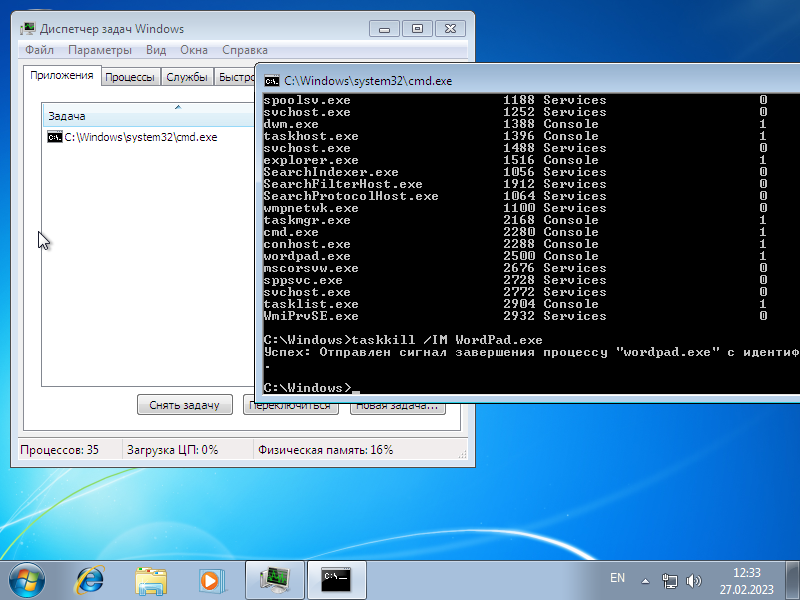 Диспетчер задач Windows
Файл Параметры Вид Окна Справка
Приложения Процессы Службы Быстро
Задача
C:\Windows\system32\cmd.exe
C:\Windows\system32\cmd.exe
spoolsv.exe 1188 Services 0
svchost.exe 1252 Services 0
dwm.exe 1388 Console 1
taskhost.exe 1396 Console 1
svchost.exe 1488 Services 0
explorer.exe 1516 Console 1
SearchIndexer.exe 1056 Services 0
SearchFilterHost.exe 1912 Services 0
SearchProtocolHost.exe 1064 Services 0
wmpnetwk.exe 1100 Services 0
taskmgr.exe 2168 Console 1
cmd.exe 2280 Console 1
conhost.exe 2288 Console 1
wordpad.exe 2500 Console 1
mscorsvw.exe 2676 Services 0
sppsvc.exe 2728 Services 0
svchost.exe 2772 Services 0
tasklist.exe 2904 Console 1
WmiPrvSE.exe 2932 Services 0
C:\Windows>taskkill /IM WordPad.exe
Успех: Отправлен сигнал завершения процессу "wordpad.exe" с идентиф
.
C:\Windows>_
Снять задачу Переключиться Новая задача...
Процессов: 35 Загрузка ЦП: 0% Физическая память: 16%
EN
12:33
27.02.2023